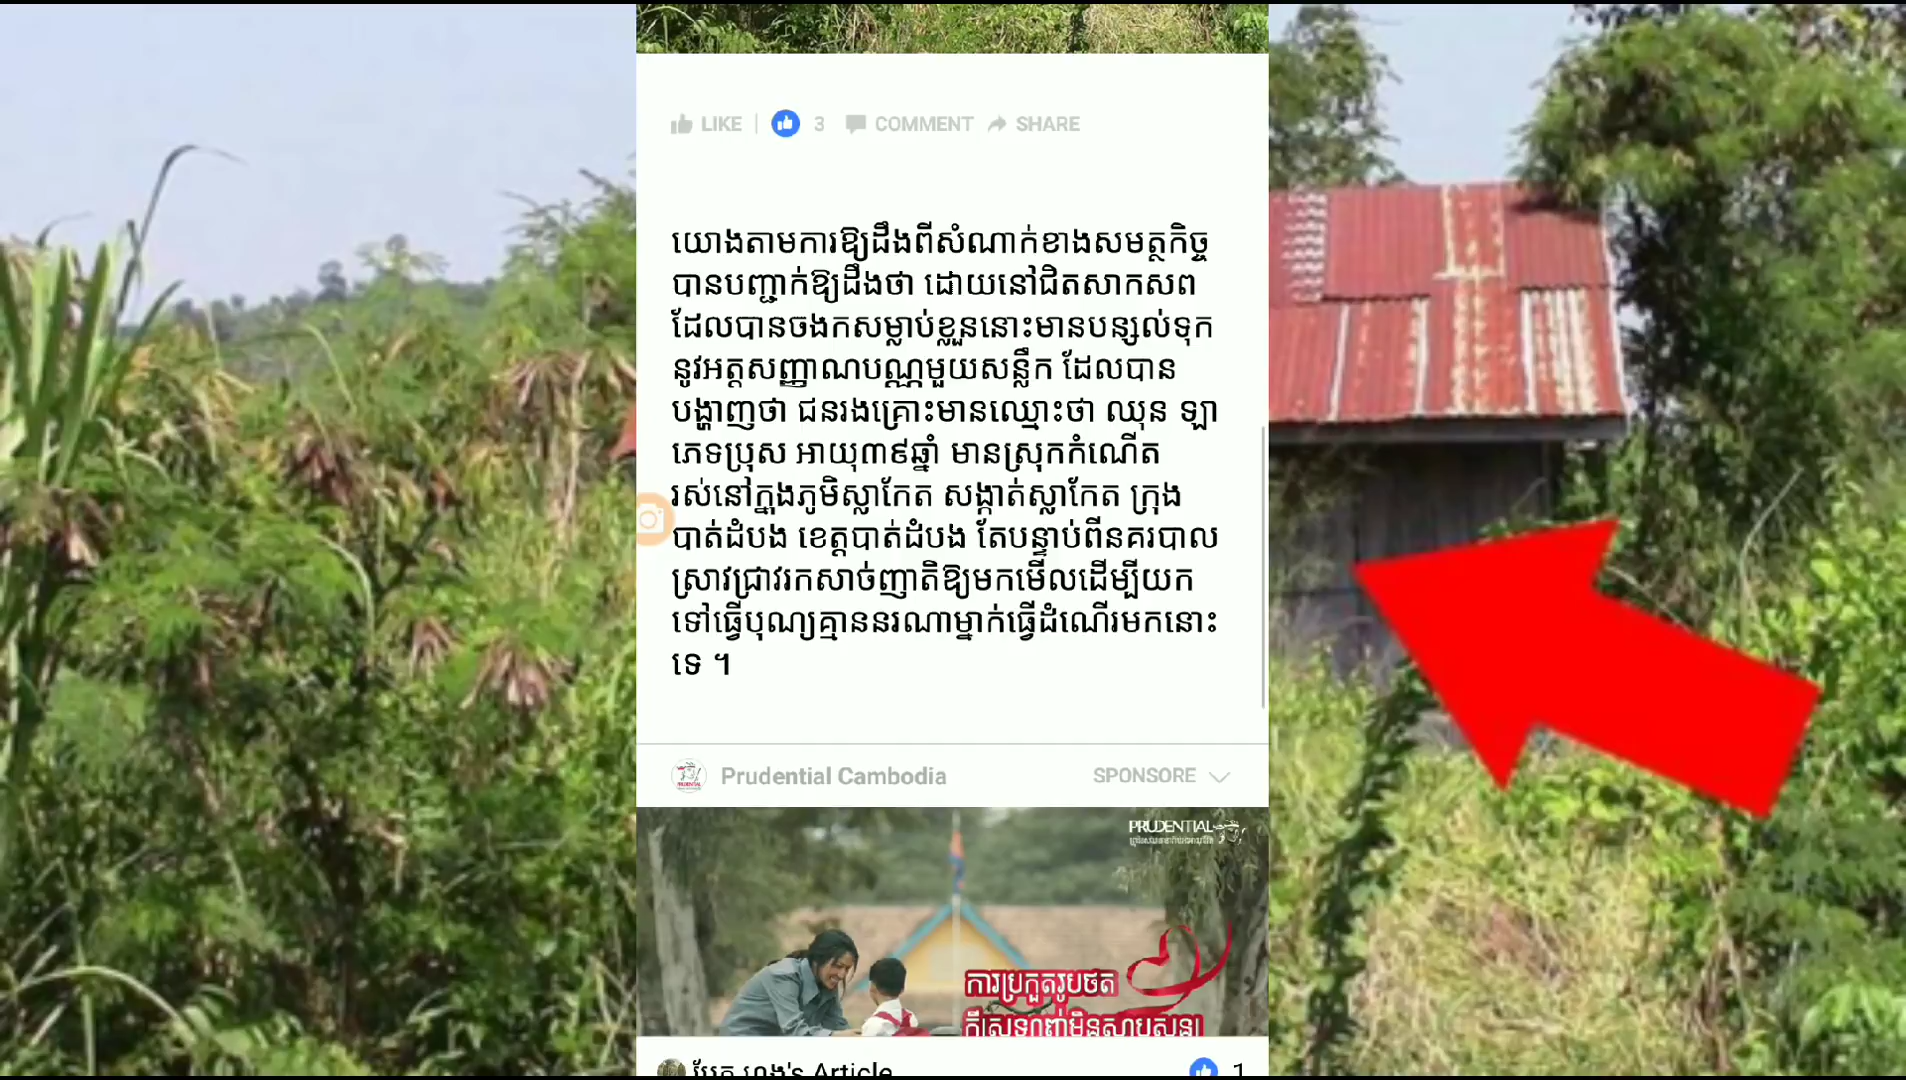 LIKE 3 COMMENT SHARE
យោងតាមការឱ្យដឹងពីសំណាក់ខាងសមត្ថកិច្ច
បានបញ្ជាក់ឱ្យដឹងថា ដោយនៅជិតសាកសព
ដែលបានចងកសម្លាប់ខ្លួននោះមានបន្សល់ទុក
នូវអត្តសញ្ញាណបណ្ណមួយសន្លឹក ដែលបាន
បង្ហាញថា ជនរងគ្រោះមានឈ្មោះថា ឈុន ឡា
ភេទប្រុស អាយុ៣៩ឆ្នាំ មានស្រុកកំណើត
រស់នៅក្នុងភូមិស្លាកែត សង្កាត់ស្លាកែត ក្រុង
បាត់ដំបង ខេត្តបាត់ដំបង តែបន្ទាប់ពីនគរបាល
ស្រាវជ្រាវរកសាច់ញាតិឱ្យមកមើលដើម្បីយក
ទៅធ្វើបុណ្យគ្មាននរណាម្នាក់ធ្វើដំណើរមកនោះ
ទេ ។
Prudential Cambodia SPONSORE
PRUDENTIAL
ការប្រកួតរូបថត
's Article 1